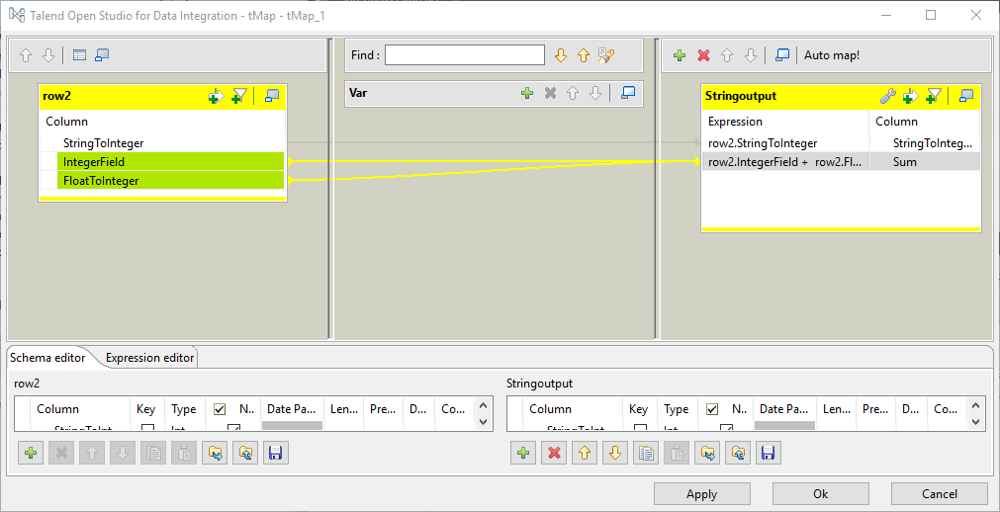 Talend Open Studio for Data Integration - tMap - tMap_1
Find :
Auto map!
row2
Column
StringToInteger
IntegerField
FloatToInteger
Var
Stringoutput
Expression Column
row2.StringToInteger StringToInteg...
row2.IntegerField + row2.Fl... Sum
Schema editor Expression editor
row2
Column Key Type N.. Date Pa... Len... Pre... D... Co...
StringToInt Int
Stringoutput
Column Key Type N.. Date Pa... Len... Pre... D... Co...
StringToInt Int
Apply Ok Cancel